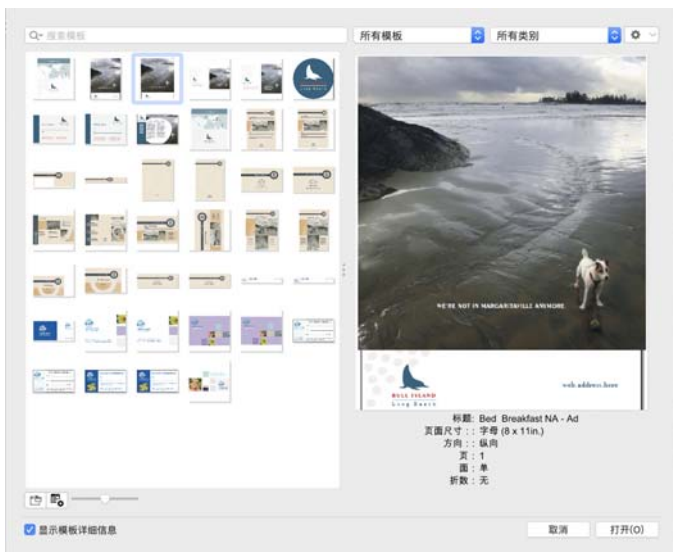 搜索模板
所有模板
所有类别
WE'RE NOT IN MARGARITAVILLE ANYMORE
BULL ISLAND
Long Beach
web address here
标题: Bed Breakfast NA - Ad
页面尺寸 : : 字母 (8 x 11in.)
方向 : : 纵向
页 : 1
面 : 单
折数 : 无
显示模板详细信息
取消
打开(O)